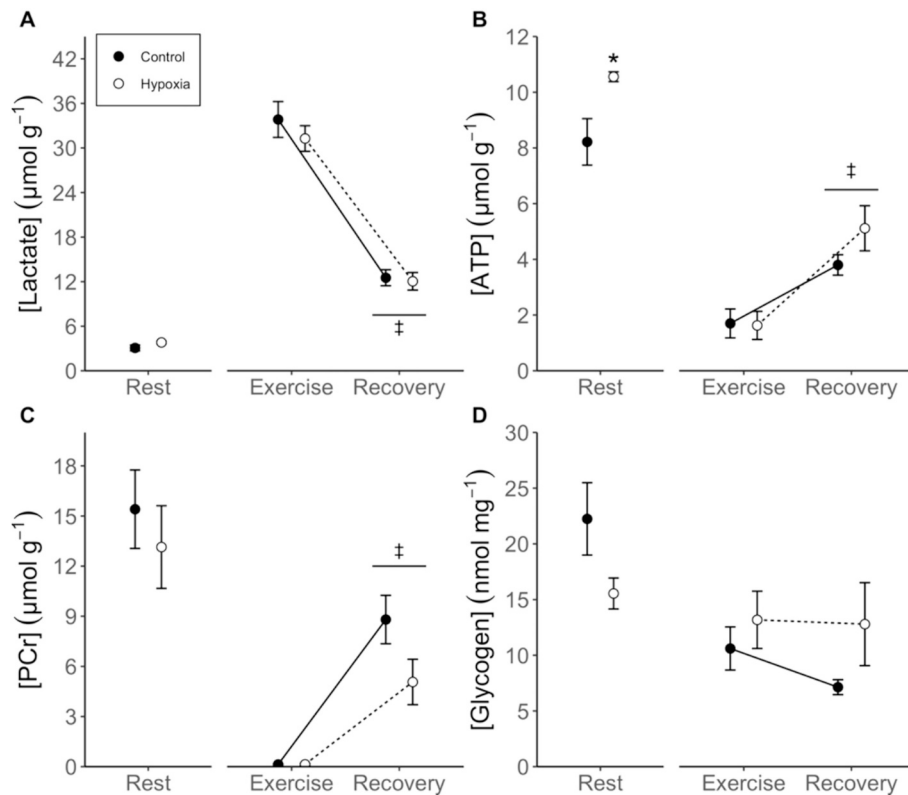 A
[Lactate] (μmol g⁻¹)
42
36
30
24
18
12
6
0
Control
Hypoxia
‡
Rest
Exercise
Recovery
B
[ATP] (μmol g⁻¹)
12
10
8
6
4
2
0
*
‡
Rest
Exercise
Recovery
C
[PCr] (μmol g⁻¹)
18
15
12
9
6
3
0
‡
Rest
Exercise
Recovery
D
[Glycogen] (nmol mg⁻¹)
30
25
20
15
10
5
0
Rest
Exercise
Recovery